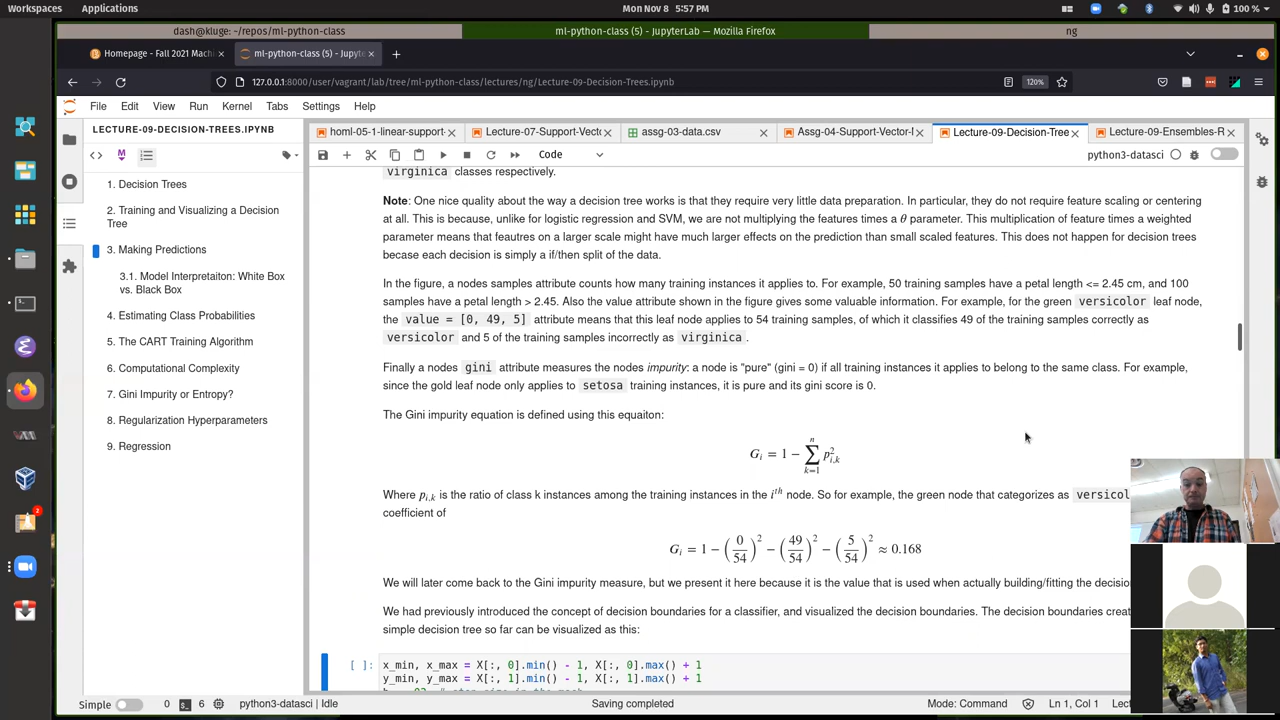 Workspaces Applications Mon Nov 8 5:57 PM 100 %
dash@kluge: ~/repos/ml-python-class ml-python-class (5) - JupyterLab — Mozilla Firefox ng
Homepage - Fall 2021 Machi ml-python-class (5) - Jupyt
127.0.0.1:8000/user/vagrant/lab/tree/ml-python-class/lectures/ng/Lecture-09-Decision-Trees.ipynb 120%
File Edit View Run Kernel Tabs Settings Help
LECTURE-09-DECISION-TREES.IPYNB
homl-05-1-linear-support- Lecture-07-Support-Vect assg-03-data.csv Assg-04-Support-Vector-I Lecture-09-Decision-Tree Lecture-09-Ensembles-R
Code python3-datasci
1. Decision Trees
2. Training and Visualizing a Decision
Tree
3. Making Predictions
3.1. Model Interpretaiton: White Box
vs. Black Box
4. Estimating Class Probabilities
5. The CART Training Algorithm
6. Computational Complexity
7. Gini Impurity or Entropy?
8. Regularization Hyperparameters
9. Regression
virginica classes respectively.
Note: One nice quality about the way a decision tree works is that they require very little data preparation. In particular, they do not require feature scaling or centering
at all. This is because, unlike for logistic regression and SVM, we are not multiplying the features times a θ parameter. This multiplication of feature times a weighted
parameter means that feautres on a larger scale might have much larger effects on the prediction than small scaled features. This does not happen for decision trees
becase each decision is simply a if/then split of the data.
In the figure, a nodes samples attribute counts how many training instances it applies to. For example, 50 training samples have a petal length <= 2.45 cm, and 100
samples have a petal length > 2.45. Also the value attribute shown in the figure gives some valuable information. For example, for the green versicolor leaf node,
the value = [0, 49, 5] attribute means that this leaf node applies to 54 training samples, of which it classifies 49 of the training samples correctly as
versicolor and 5 of the training samples incorrectly as virginica .
Finally a nodes gini attribute measures the nodes impurity: a node is "pure" (gini = 0) if all training instances it applies to belong to the same class. For example,
since the gold leaf node only applies to setosa training instances, it is pure and its gini score is 0.
The Gini impurity equation is defined using this equaiton:
G_i = 1 − ∑_{k=1}^{n} p_{i,k}^2
Where p_{i,k} is the ratio of class k instances among the training instances in the i^{th} node. So for example, the green node that categorizes as versicol
coefficient of
G_i = 1 − (0/54)^2 − (49/54)^2 − (5/54)^2 ≈ 0.168
We will later come back to the Gini impurity measure, but we present it here because it is the value that is used when actually building/fitting the decisio
We had previously introduced the concept of decision boundaries for a classifier, and visualized the decision boundaries. The decision boundaries creat
simple decision tree so far can be visualized as this:
[ ]: x_min, x_max = X[:, 0].min() - 1, X[:, 0].max() + 1
y_min, y_max = X[:, 1].min() - 1, X[:, 1].max() + 1
Simple 0 6 python3-datasci | Idle Saving completed Mode: Command Ln 1, Col 1 Lect
2